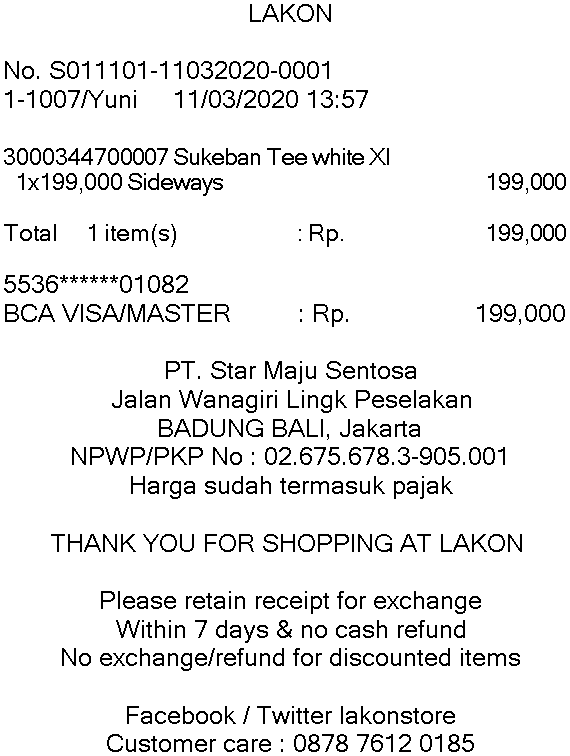 LAKON
No. S011101-11032020-0001
1-1007/Yuni 11/03/2020 13:57
3000344700007 Sukeban Tee white Xl
1x199,000 Sideways 199,000
Total 1 item(s) : Rp. 199,000
5536******01082
BCA VISA/MASTER : Rp. 199,000
PT. Star Maju Sentosa
Jalan Wanagiri Lingk Peselakan
BADUNG BALI, Jakarta
NPWP/PKP No : 02.675.678.3-905.001
Harga sudah termasuk pajak
THANK YOU FOR SHOPPING AT LAKON
Please retain receipt for exchange
Within 7 days & no cash refund
No exchange/refund for discounted items
Facebook / Twitter lakonstore
Customer care : 0878 7612 0185